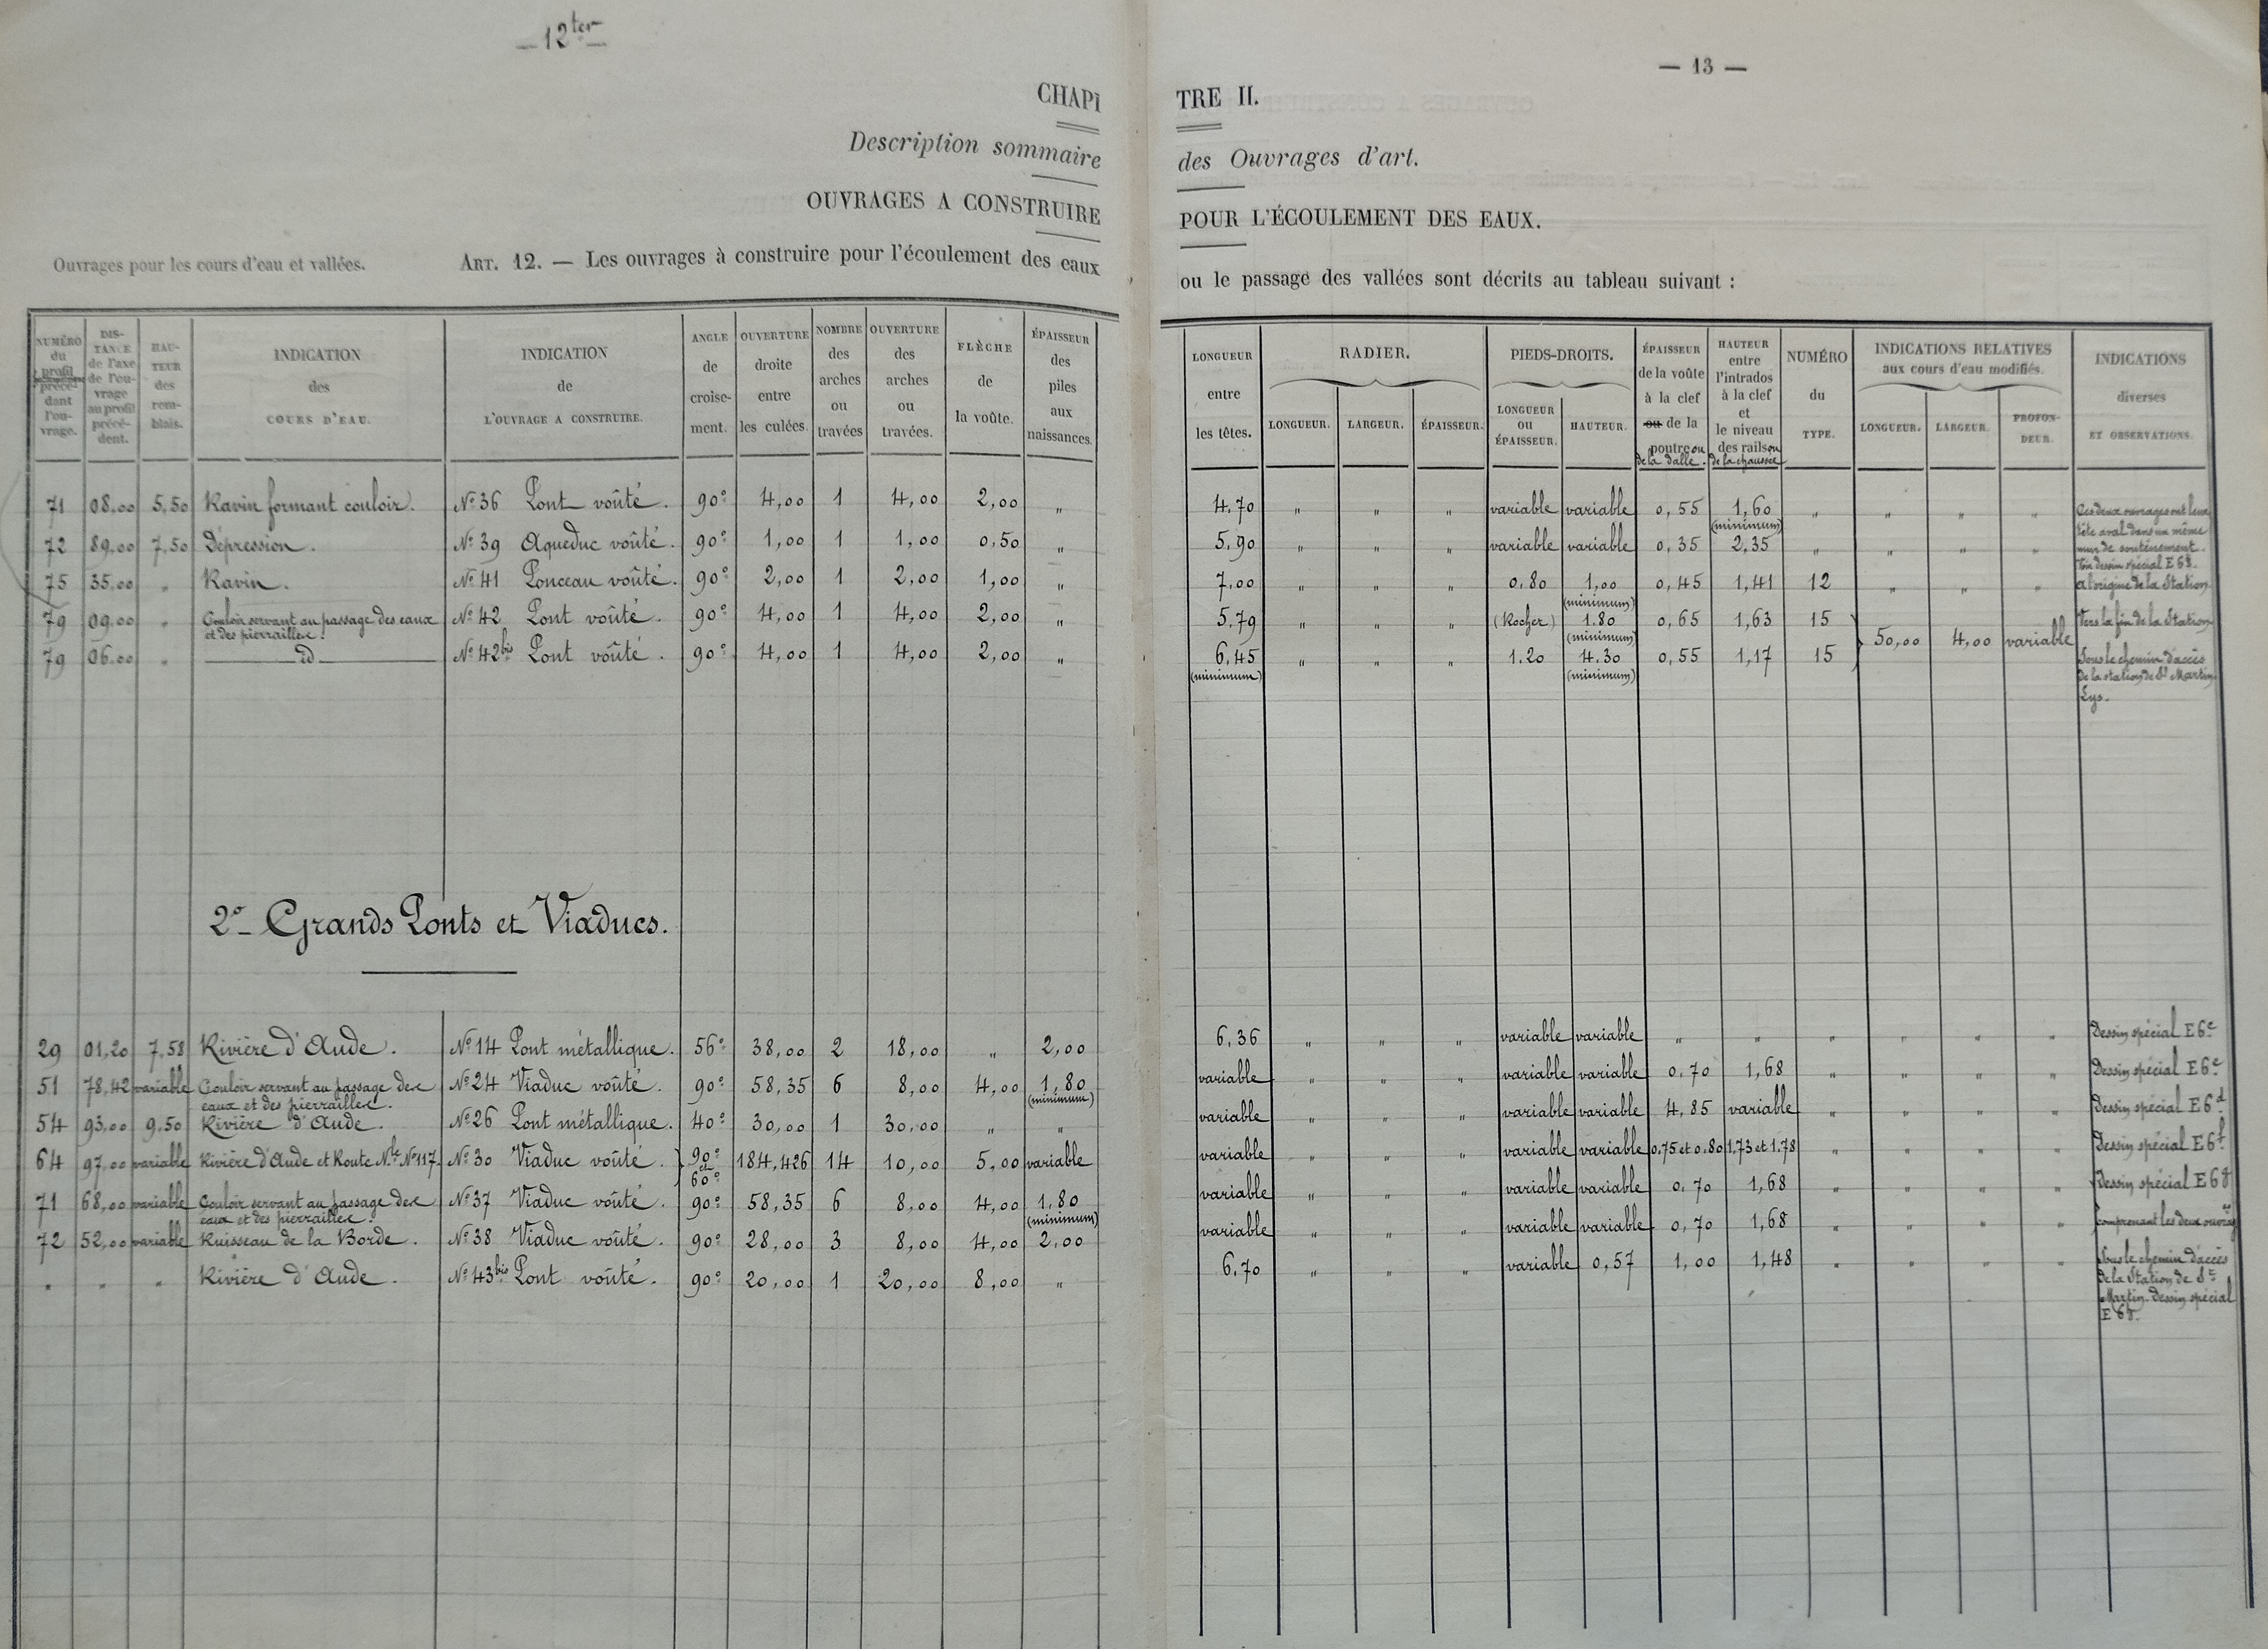 — 12ter —
— 13 —
CHAPI
TRE II.
Description sommaire
des Ouvrages d'art.
OUVRAGES A CONSTRUIRE
POUR L'ÉCOULEMENT DES EAUX.
Ouvrages pour les cours d'eau et vallées.
ART. 12. — Les ouvrages à construire pour l'écoulement des eaux
ou le passage des vallées sont décrits au tableau suivant :
NUMÉRO du profil précédant l'ouvrage.
DISTANCE de l'axe de l'ouvrage au profil précédent.
HAUTEUR des remblais.
INDICATION des COURS D'EAU.
INDICATION de L'OUVRAGE A CONSTRUIRE.
ANGLE de croisement.
OUVERTURE droite entre les culées.
NOMBRE des arches ou travées
OUVERTURE des arches ou travées.
FLÈCHE de la voûte.
ÉPAISSEUR des piles aux naissances.
LONGUEUR entre les têtes.
RADIER.
LONGUEUR.
LARGEUR.
ÉPAISSEUR.
PIEDS-DROITS.
LONGUEUR OU ÉPAISSEUR.
HAUTEUR.
ÉPAISSEUR de la voûte à la clef ou de la poutre ou de la dalle.
HAUTEUR entre l'intrados à la clef et le niveau des rails ou de la chaussée
NUMÉRO du TYPE.
INDICATIONS RELATIVES aux cours d'eau modifiés.
LONGUEUR.
LARGEUR.
PROFONDEUR.
INDICATIONS diverses ET OBSERVATIONS.
71 08,00 5,50 Ravin formant couloir. N° 36 Pont voûté. 90° 4,00 1 4,00 2,00 " 4.70 " " " variable variable 0,55 1,60 (minimum) " " " " Ces deux ouvrages ont leur
72 89,00 7,50 Dépression. N° 39 Aqueduc voûté. 90° 1,00 1 1,00 0,50 " 5,90 " " " variable variable 0,35 2,35 " " " " tête aval dans un même mur de soutènement. Voir dessin spécial E 6g.
75 35,00 " Ravin. N° 41 Ponceau voûté. 90° 2,00 1 2,00 1,00 " 7,00 " " " 0.80 1,00 (minimum) 0,45 1,41 12 " " " à l'origine de la Station.
79 09,00 " Couloir servant au passage des eaux et des pierrailles. N° 42 Pont voûté. 90° 4,00 1 4,00 2,00 " 5,79 " " " (Rocher) 1.80 (minimum) 0,65 1,63 15 50,00 4,00 variable Vers la fin de la Station
79 06,00 " id N° 42bis Pont voûté. 90° 4,00 1 4,00 2,00 " 6,45 (minimum) " " " 1.20 4.30 (minimum) 0,55 1,17 15 Sous le chemin d'accès de la station de St Martin-Lys.
2° Grands Ponts et Viaducs.
29 01,20 7,58 Rivière d'Aude. N° 14 Pont métallique. 56° 38,00 2 18,00 " 2,00 6,36 " " " variable variable " " " " " " Dessin spécial E 6c
51 78,42 variable Couloir servant au passage des eaux et des pierrailles. N° 24 Viaduc voûté. 90° 58,35 6 8,00 4,00 1,80 (minimum) variable " " " variable variable 0,70 1,68 " " " " Dessin spécial E 6e
54 93,00 9,50 Rivière d'Aude. N° 26 Pont métallique. 40° 30,00 1 30,00 " " variable " " " variable variable 4,85 variable " " " " Dessin spécial E 6d
64 97,00 variable Rivière d'Aude et Route Nle N° 117. N° 30 Viaduc voûté. 90° et 60° 184,426 14 10,00 5,00 variable variable " " " variable variable 0,75 et 0,80 1,73 et 1.78 " " " " Dessin spécial E 6f
71 68,00 variable Couloir servant au passage des eaux et des pierrailles. N° 37 Viaduc voûté. 90° 58,35 6 8,00 4,00 1,80 (minimum) variable " " " variable variable 0,70 1,68 " " " " Dessin spécial E 6g
72 52,00 variable Ruisseau de la Borde. N° 38 Viaduc voûté. 90° 28,00 3 8,00 4,00 2,00 variable " " " variable variable 0,70 1,68 " " " " comprenant les deux
" " " Rivière d'Aude. N° 43bis Pont voûté. 90° 20,00 1 20,00 8,00 " 6,70 " " " variable 0,57 1,00 1,48 " " " " Sous le chemin d'accès de la Station de St Martin. Dessin spécial